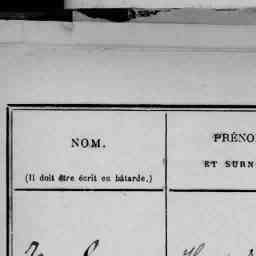 NOM.
(Il doit être écrit en bâtarde.)
PRÉNO
ET SURN